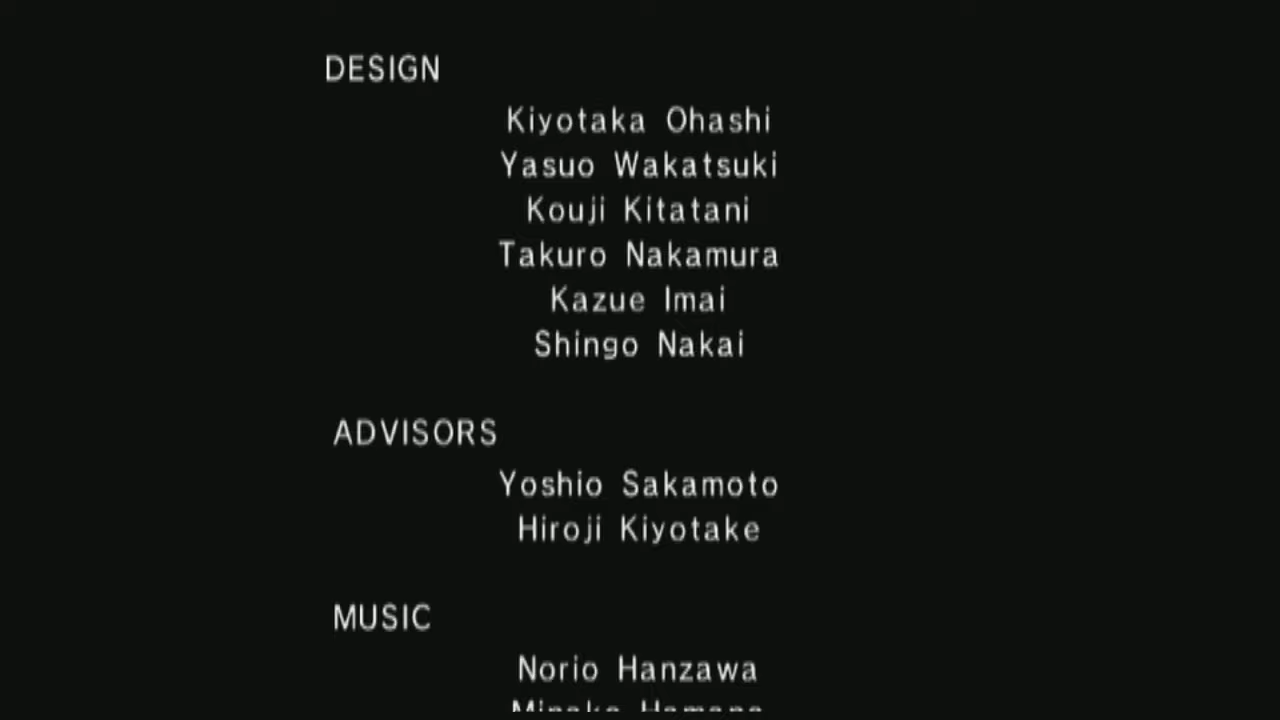 DESIGN
Kiyotaka Ohashi
Yasuo Wakatsuki
Kouji Kitatani
Takuro Nakamura
Kazue Imai
Shingo Nakai
ADVISORS
Yoshio Sakamoto
Hiroji Kiyotake
MUSIC
Norio Hanzawa